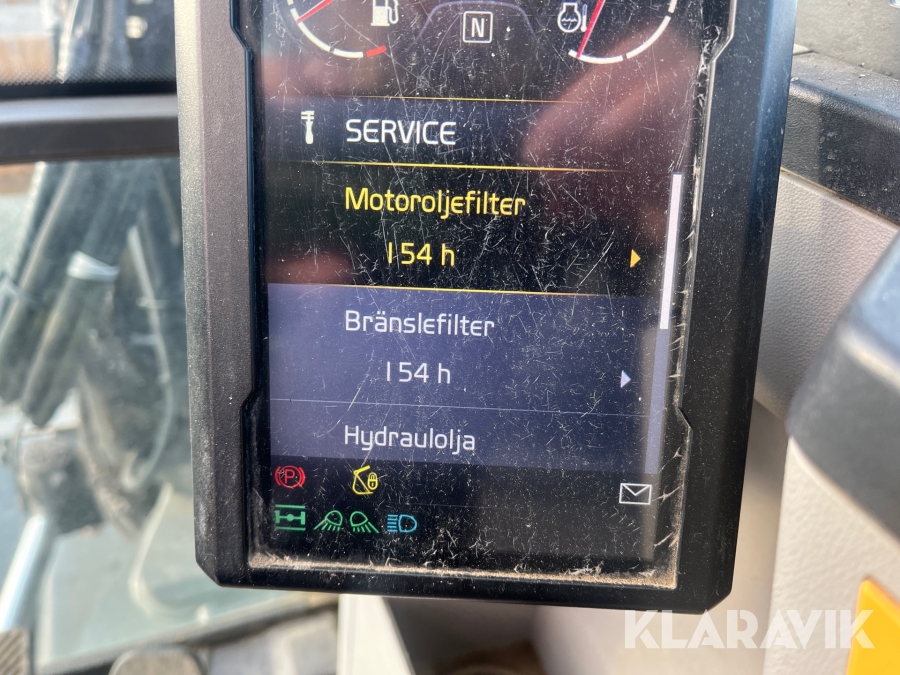 N
SERVICE
Motoroljefilter
154 h
Bränslefilter
154 h
Hydraulolja
P
KLARAVIK